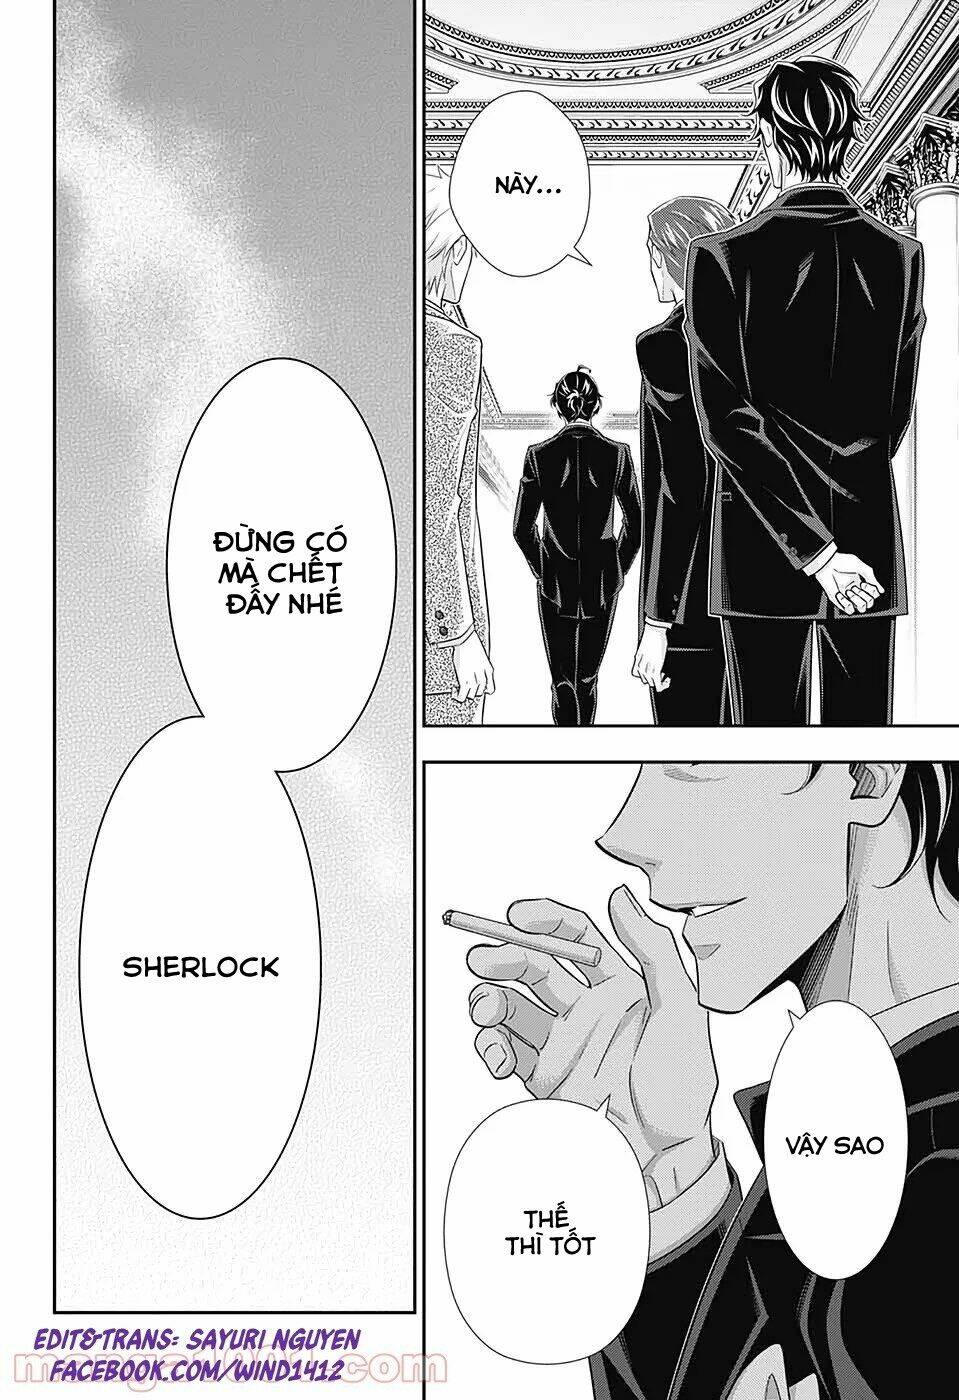 NÀY...
VẬY SAO
THẾ
THÌ TỐT
ĐỪNG CÓ
MÀ CHẾT
ĐẤY NHÉ
SHERLOCK
EDIT&TRANS: SAYURI NGUYEN
FACEBOOK.COM/WIND1412